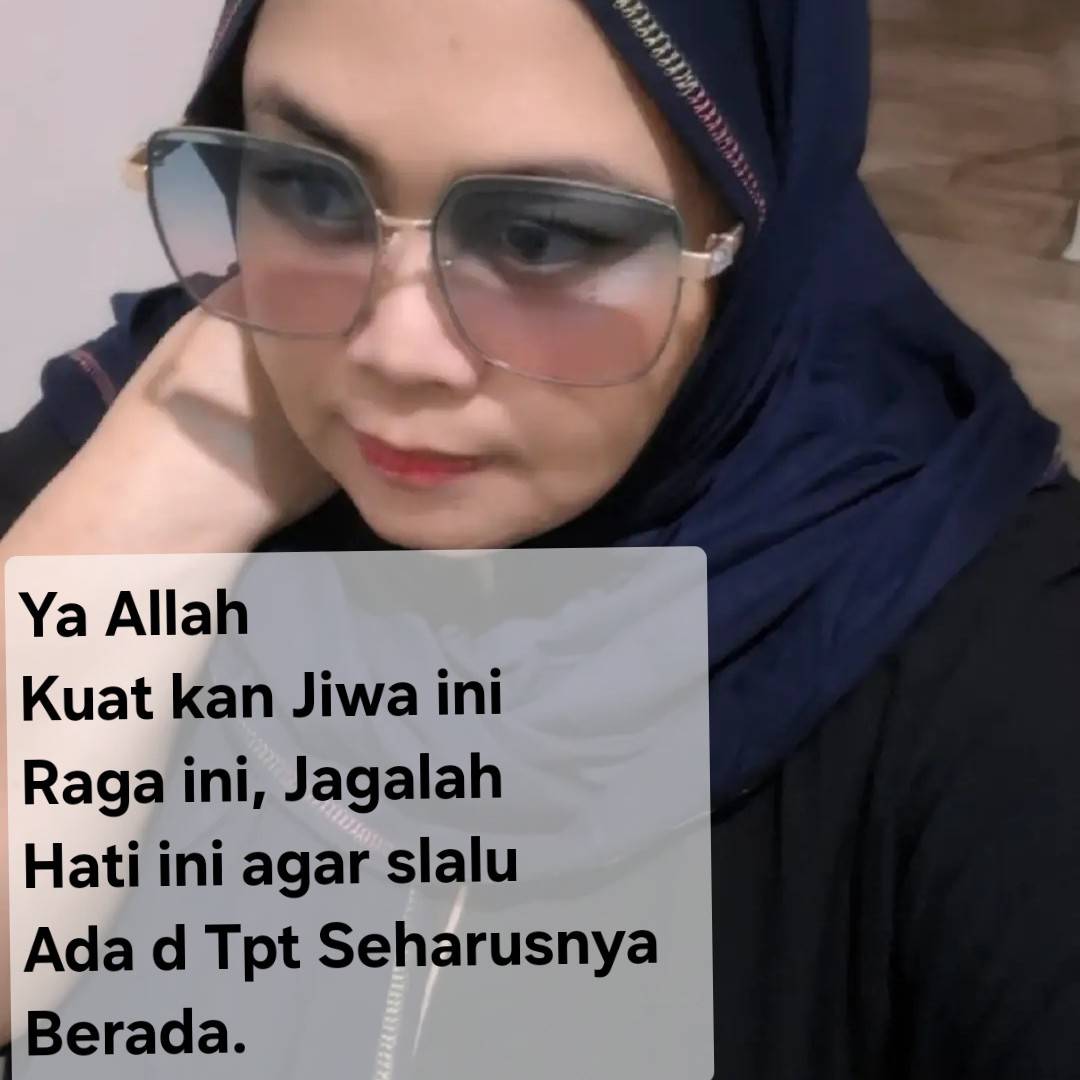 Ya Allah
Kuat kan Jiwa ini
Raga ini, Jagalah
Hati ini agar slalu
Ada d Tpt Seharusnya
Berada.